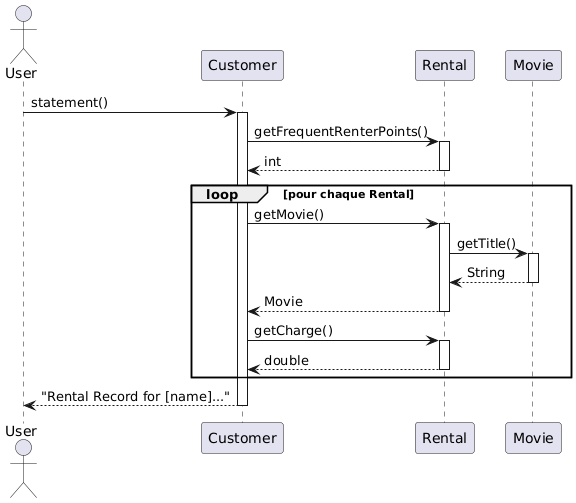 User
Customer
Rental
Movie
statement()
getFrequentRenterPoints()
int
loop [pour chaque Rental]
getMovie()
getTitle()
String
Movie
getCharge()
double
"Rental Record for [name]..."
User
Customer
Rental
Movie